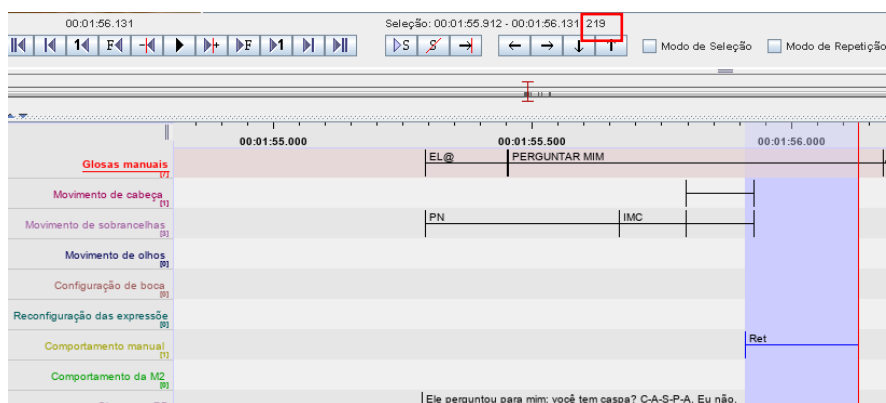 00:01:56.131 Seleção: 00:01:55.912 - 00:01:56.131 219
1 F + F 1 S S Modo de Seleção Modo de Repetição
00:01:55.000 00:01:55.500 00:01:56.000
Glosas manuais [7] EL@ PERGUNTAR MIM
Movimento de cabeça [1]
Movimento de sobrancelhas [3] PN IMC
Movimento de olhos [0]
Configuração de boca [0]
Reconfiguração das expressõe [0]
Comportamento manual [1] Ret
Comportamento da M2 [0]
Ele perguntou para mim: você tem caspa? C-A-S-P-A. Eu não.